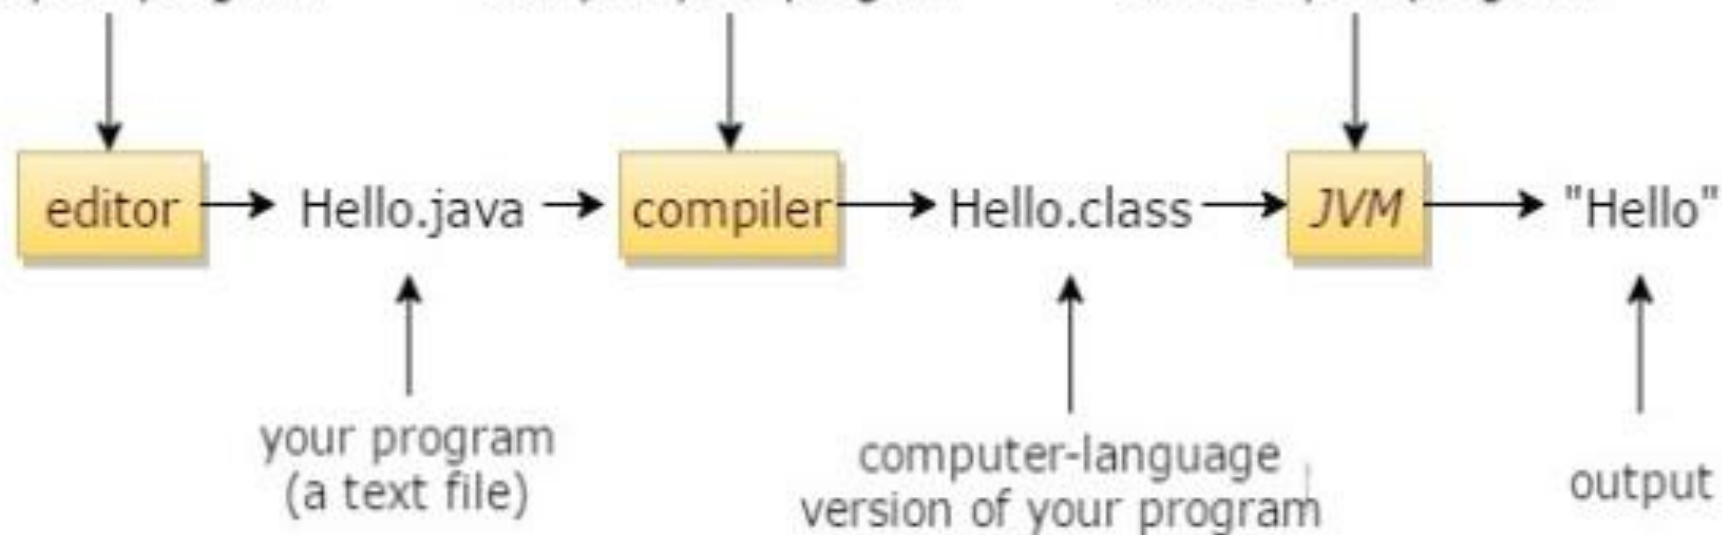 editor
Hello.java
compiler
Hello.class
JVM
"Hello"
your program
(a text file)
computer-language
version of your program
output